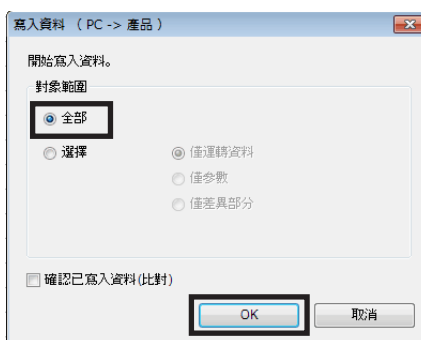 寫入資料 （ PC -> 產品 ）
開始寫入資料。
對象範圍
全部
選擇
僅運轉資料
僅參數
僅差異部分
確認已寫入資料(比對)
OK
取消